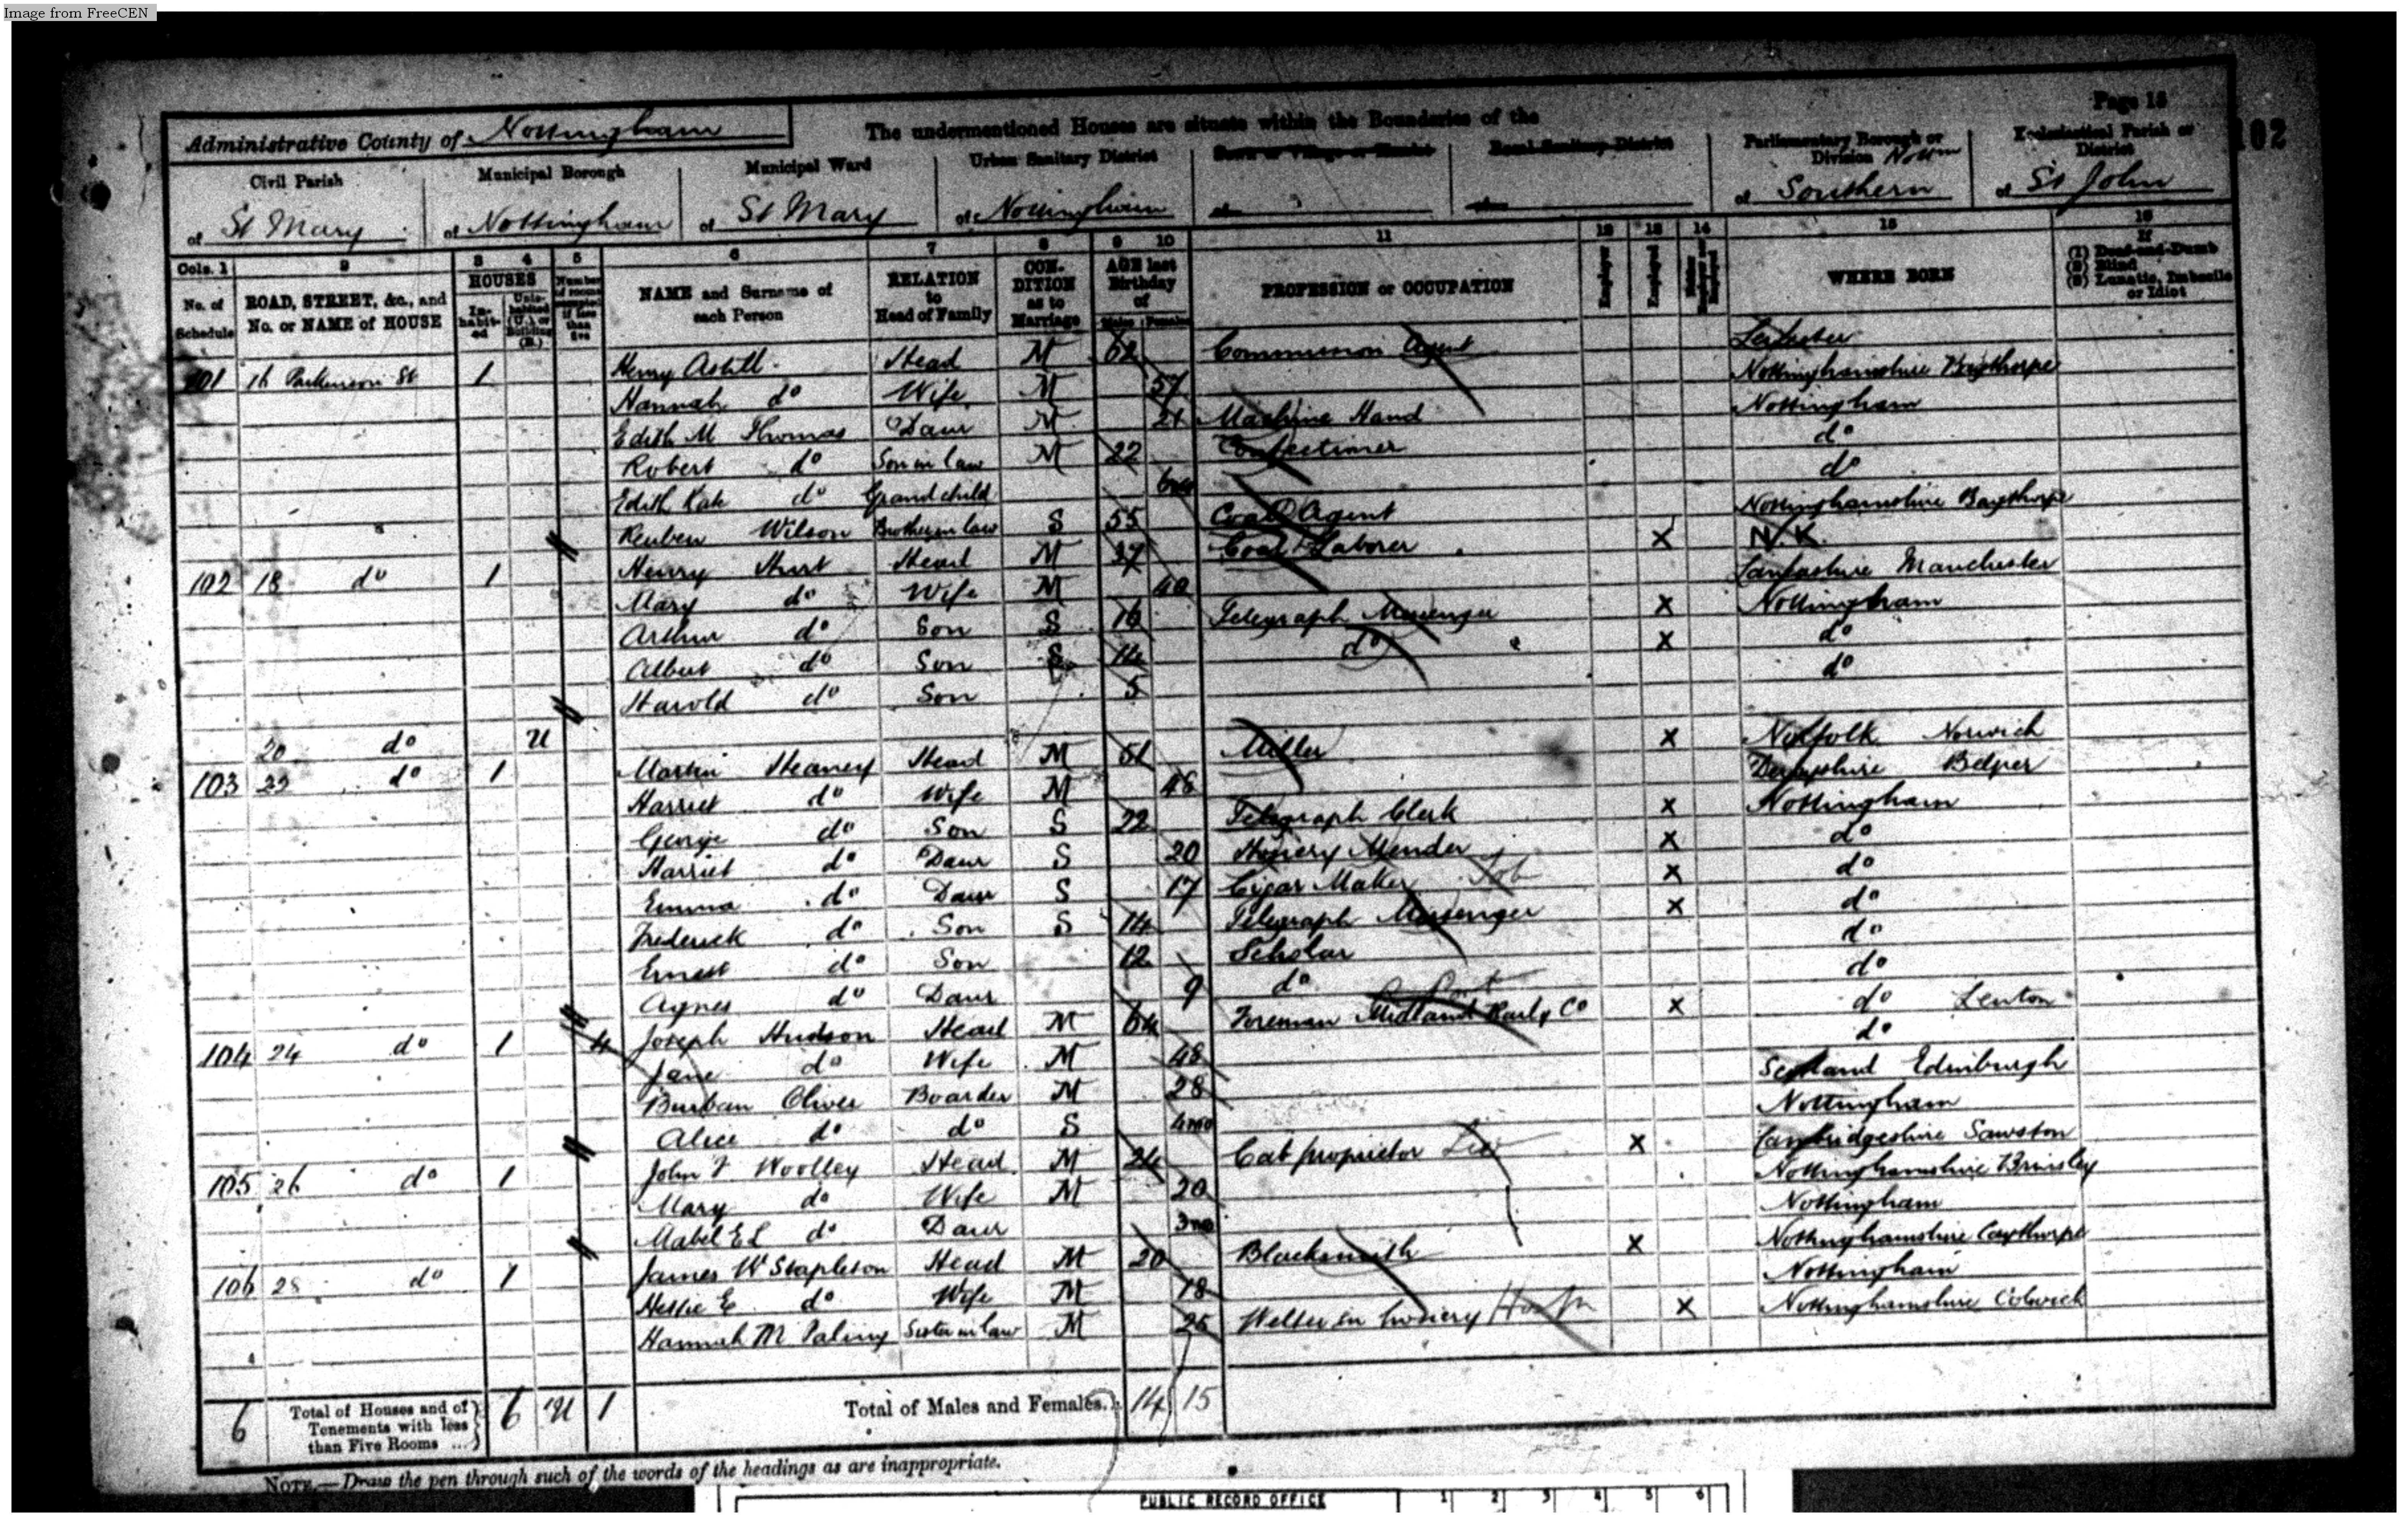 Image from FreeCEN
Page 15
102
Administrative County of Nottingham
The undermentioned Houses are situate within the Boundaries of the
Civil Parish Municipal Borough Municipal Ward Urban Sanitary District Town or Village or Hamlet Rural Sanitary District Parliamentary Borough or Division Nottm Ecclesiastical Parish or District
of St Mary of Nottingham of St Mary of Nottingham of of of Southern of St John
Cols. 1 2 3 4 5 6 7 8 9 10 11 12 13 14 15 16
No. of Schedule ROAD, STREET, &c., and No. or NAME of HOUSE HOUSES Inhabited Uninhabited (U.), or Building (B.) Number of rooms occupied if less than five NAME and Surname of each Person RELATION to Head of Family CONDITION as to Marriage AGE last Birthday of Males Females PROFESSION or OCCUPATION Employer Employed Neither Employer nor Employed WHERE BORN If (1) Deaf-and-Dumb (2) Blind (3) Lunatic, Imbecile or Idiot
101 16 Parkinson St 1 Henry Astill Head M 62 Commission Agent Leicester
Hannah do Wife M 57 Nottinghamshire
Edith M Thomas Daur M 21 Machine Hand Nottingham
Robert do Son in law M 22 Confectioner do
Edith Kate do Grandchild 6mo do
Reuben Wilson Brother in law S 55 Coal Agent Nottinghamshire
102 18 do 1 Henry Hurt Head M 37 Coal Laborer X N.K.
Mary do Wife M 40 Lancashire Manchester
Arthur do Son S 16 Telegraph Messenger X Nottingham
Albert do Son S 14 do X do
Harold do Son 5 do
20 do U
103 22 do 1 Martin Heanery Head M 51 Miller X Norfolk Norwich
Harriet do Wife M 46 Derbyshire Belper
George do Son S 22 Telegraph Clerk X Nottingham
Harriet do Daur S 20 Hosiery Mender X do
Emma do Daur S 17 Cigar Maker Tob X do
Frederick do Son S 14 Telegraph Messenger X do
Ernest do Son 12 Scholar do
Agnes do Daur 9 do do
104 24 do 1 4 Joseph Hudson Head M 64 Foreman Midland Raily Co X do Lenton
Jane do Wife M 48 do
Burban Oliver Boarder M 28 Scotland Edinburgh
Alice do do S 4mo Nottingham
105 26 do 1 John F Woolley Head M 24 Cab proprietor X Cambridgeshire Sawston
Mary do Wife M 20 Nottinghamshire Brinsley
Mabel E L do Daur 3mo Nottingham
106 28 do 1 James W Stapleton Head M 20 Blacksmith X Nottinghamshire Caythorpe
Hessie E do Wife M 18 Nottingham
Hannah M Paling Sister in law M 25 Welter in hosiery X Nottinghamshire Colwick
6 Total of Houses and of Tenements with less than Five Rooms ... 6 U 1 Total of Males and Females... 14 15
NOTE.—Draw the pen through such of the words of the headings as are inappropriate.
PUBLIC RECORD OFFICE 1 2 3 4 5 6